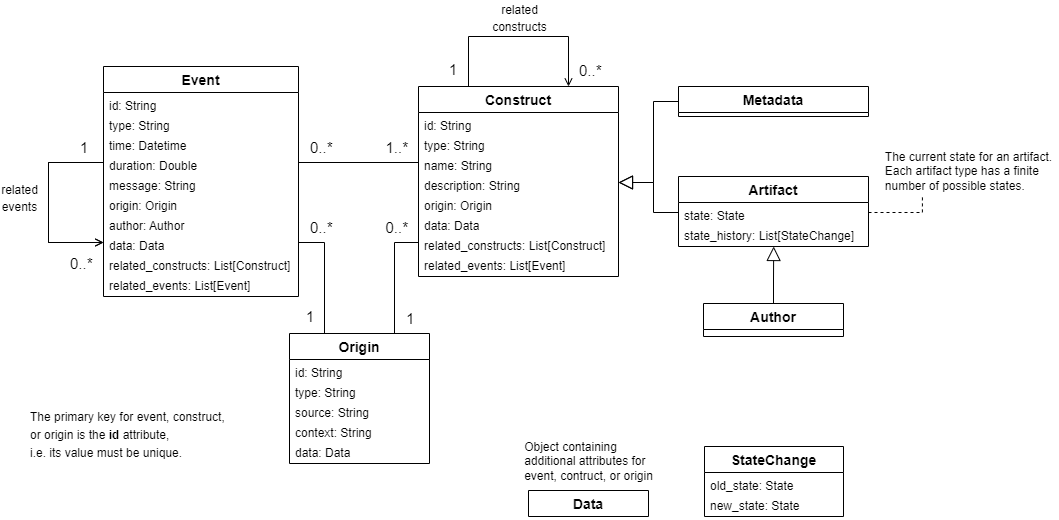 related
constructs
1
0..*
Event
id: String
type: String
time: Datetime
duration: Double
message: String
origin: Origin
author: Author
data: Data
related_constructs: List[Construct]
related_events: List[Event]
1
related
events
0..*
0..*
1..*
0..*
0..*
1
1
Construct
id: String
type: String
name: String
description: String
origin: Origin
data: Data
related_constructs: List[Construct]
related_events: List[Event]
Metadata
Artifact
state: State
state_history: List[StateChange]
The current state for an artifact.
Each artifact type has a finite
number of possible states.
Author
Origin
id: String
type: String
source: String
context: String
data: Data
The primary key for event, construct,
or origin is the id attribute,
i.e. its value must be unique.
Object containing
additional attributes for
event, contruct, or origin
Data
StateChange
old_state: State
new_state: State